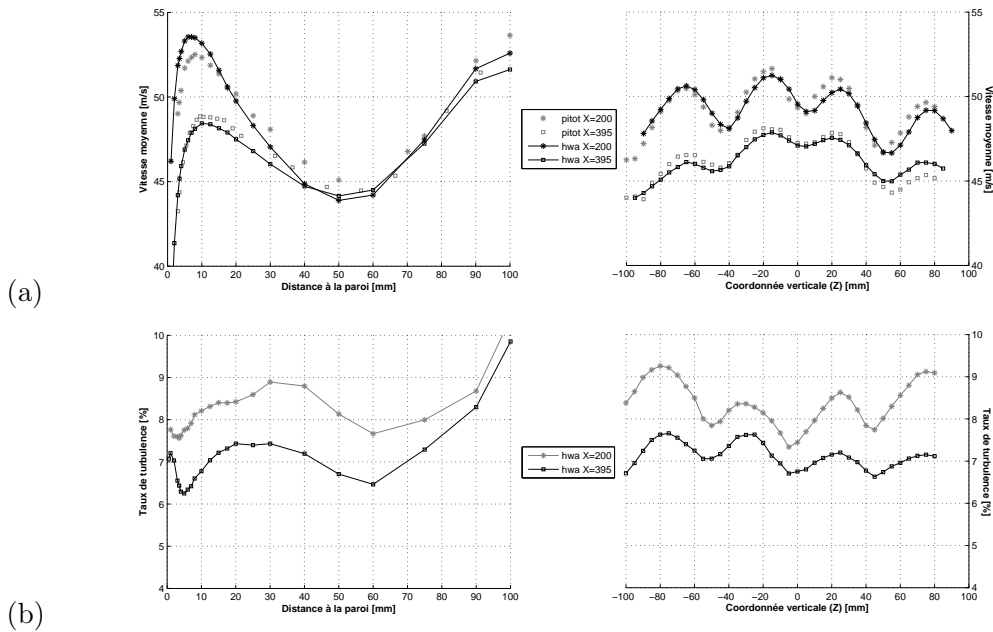 (a)
Vitesse moyenne [m/s]
55
50
45
40
0 10 20 30 40 50 60 70 80 90 100
Distance à la paroi [mm]
pitot X=200
pitot X=395
hwa X=200
hwa X=395
55
50
45
40
Vitesse moyenne [m/s]
−100 −80 −60 −40 −20 0 20 40 60 80 100
Coordonnée verticale (Z) [mm]
(b)
Taux de turbulence [%]
10
9
8
7
6
5
4
0 10 20 30 40 50 60 70 80 90 100
Distance à la paroi [mm]
hwa X=200
hwa X=395
10
9
8
7
6
5
4
Taux de turbulence [%]
−100 −80 −60 −40 −20 0 20 40 60 80 100
Coordonnée verticale (Z) [mm]